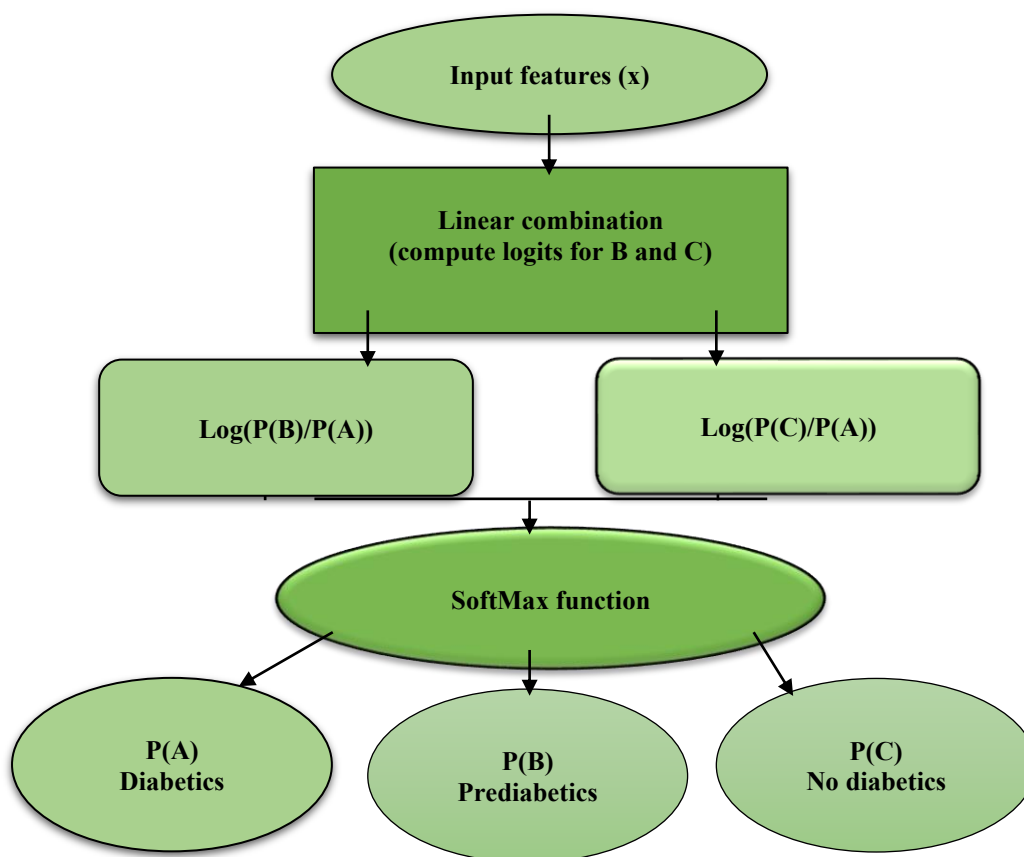 Input features (x)
Linear combination
(compute logits for B and C)
Log(P(B)/P(A))
Log(P(C)/P(A))
SoftMax function
P(A)
Diabetics
P(B)
Prediabetics
P(C)
No diabetics